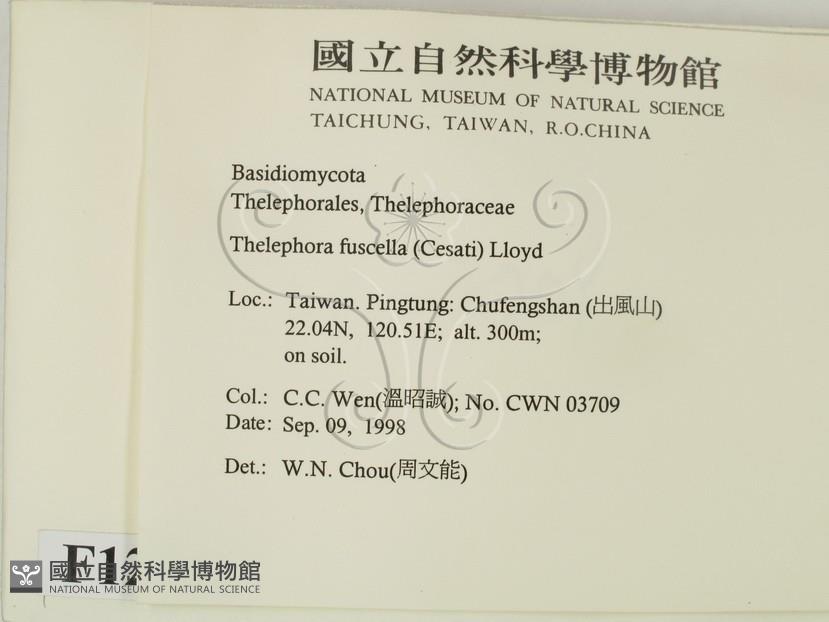 國立自然科學博物館
NATIONAL MUSEUM OF NATURAL SCIENCE
TAICHUNG, TAIWAN, R.O.CHINA
Basidiomycota
Thelephorales, Thelephoraceae
Thelephora fuscella (Cesati) Lloyd
Loc.: Taiwan. Pingtung: Chufengshan (出風山)
22.04N, 120.51E; alt. 300m;
on soil.
Col.: C.C. Wen(溫昭誠); No. CWN 03709
Date: Sep. 09, 1998
Det.: W.N. Chou(周文能)
國立自然科學博物館
NATIONAL MUSEUM OF NATURAL SCIENCE